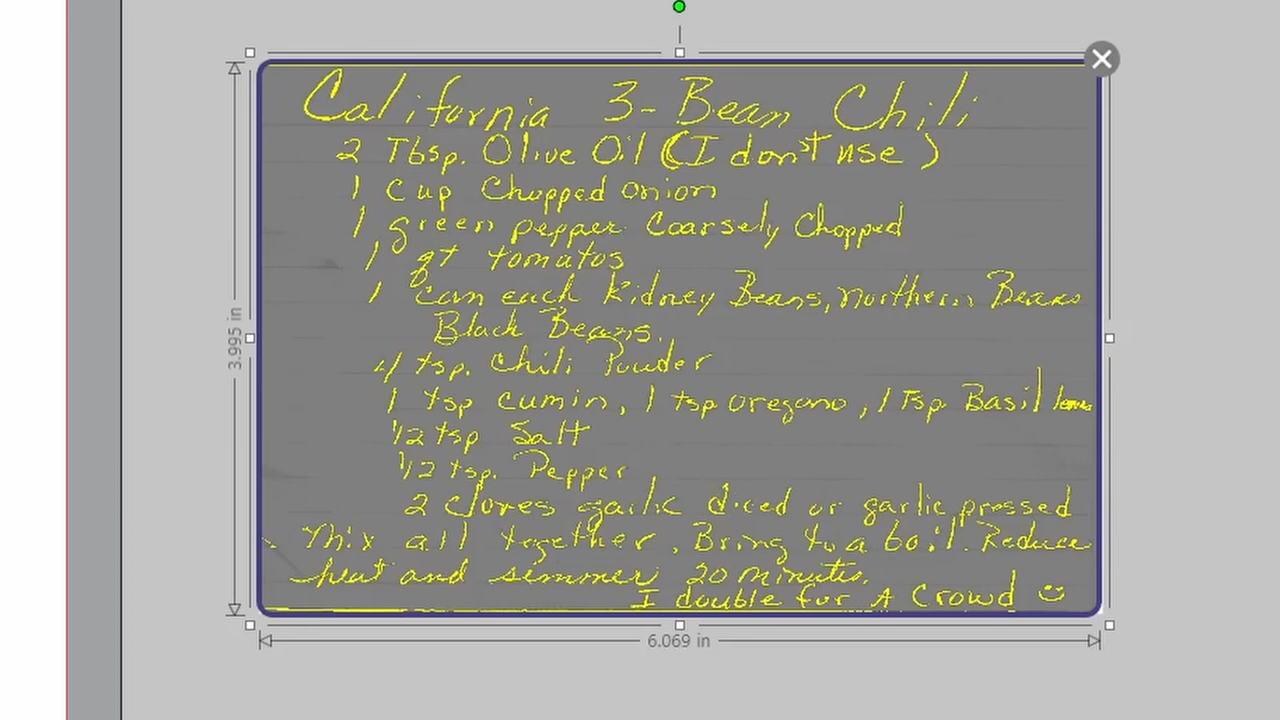 California 3-Bean Chili
2 Tbsp. Olive Oil (I don't use)
1 cup Chopped onion
1 green pepper Coarsely Chopped
1 qt tomatos
1 can each Kidney Beans, Northern Beans
Black Beans.
4 tsp. Chili Powder
1 tsp cumin, 1 tsp oregano, 1 Tsp Basil leaves
1/2 tsp Salt
1/2 tsp. Pepper
2 cloves garlic diced or garlic pressed
Mix all together. Bring to a boil. Reduce
heat and simmer 20 minutes.
I double for A Crowd
3.995 in
6.069 in